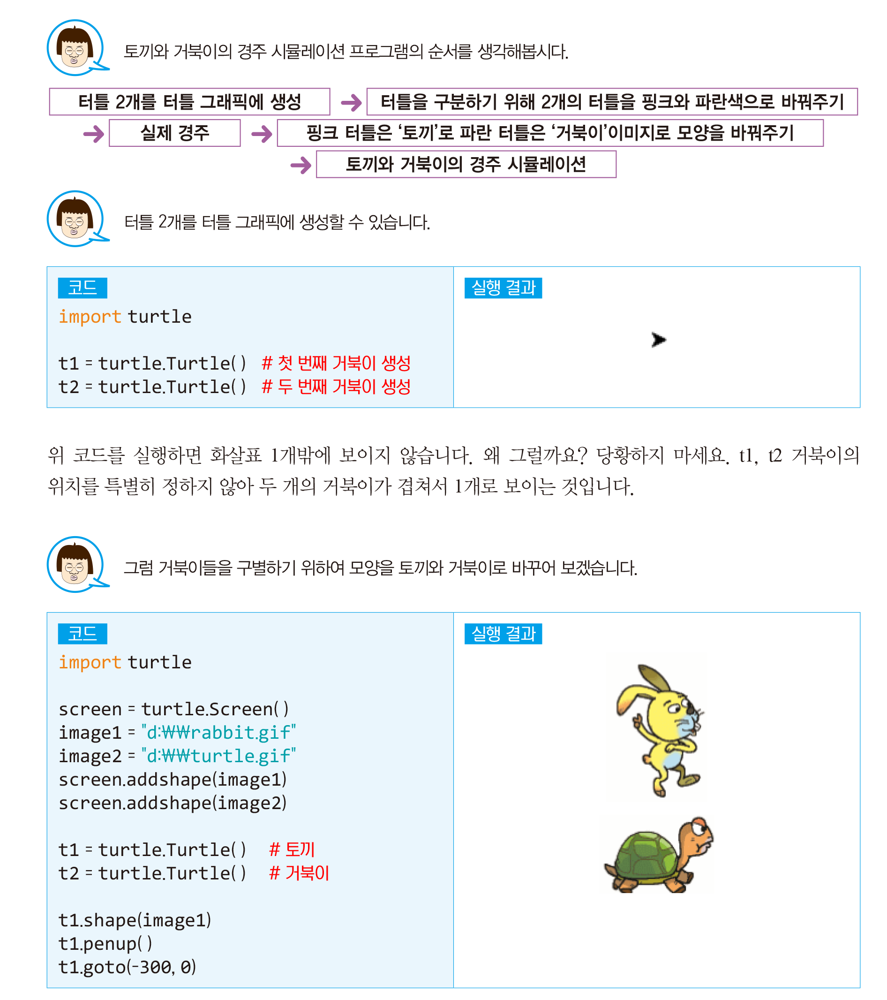 토끼와 거북이의 경주 시뮬레이션 프로그램의 순서를 생각해봅시다.
터틀 2개를 터틀 그래픽에 생성 → 터틀을 구분하기 위해 2개의 터틀을 핑크와 파란색으로 바꿔주기
→ 실제 경주 → 핑크 터틀은 ‘토끼’로 파란 터틀은 ‘거북이’이미지로 모양을 바꿔주기
→ 토끼와 거북이의 경주 시뮬레이션
터틀 2개를 터틀 그래픽에 생성할 수 있습니다.
코드
import turtle
t1 = turtle.Turtle( ) # 첫 번째 거북이 생성
t2 = turtle.Turtle( ) # 두 번째 거북이 생성
실행 결과
위 코드를 실행하면 화살표 1개밖에 보이지 않습니다. 왜 그럴까요? 당황하지 마세요. t1, t2 거북이의
위치를 특별히 정하지 않아 두 개의 거북이가 겹쳐서 1개로 보이는 것입니다.
그럼 거북이들을 구별하기 위하여 모양을 토끼와 거북이로 바꾸어 보겠습니다.
코드
import turtle
screen = turtle.Screen( )
image1 = "d:₩₩rabbit.gif"
image2 = "d:₩₩turtle.gif"
screen.addshape(image1)
screen.addshape(image2)
t1 = turtle.Turtle( ) # 토끼
t2 = turtle.Turtle( ) # 거북이
t1.shape(image1)
t1.penup( )
t1.goto(-300, 0)
실행 결과